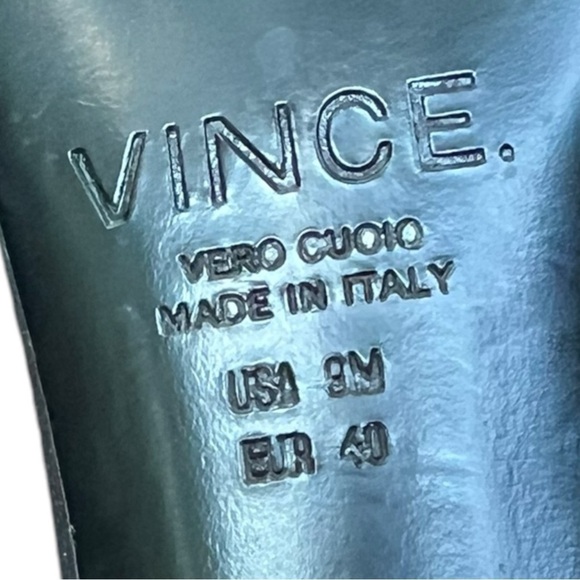 VINCE.
VERO CUOIO
MADE IN ITALY
USA 9M
EUR 40